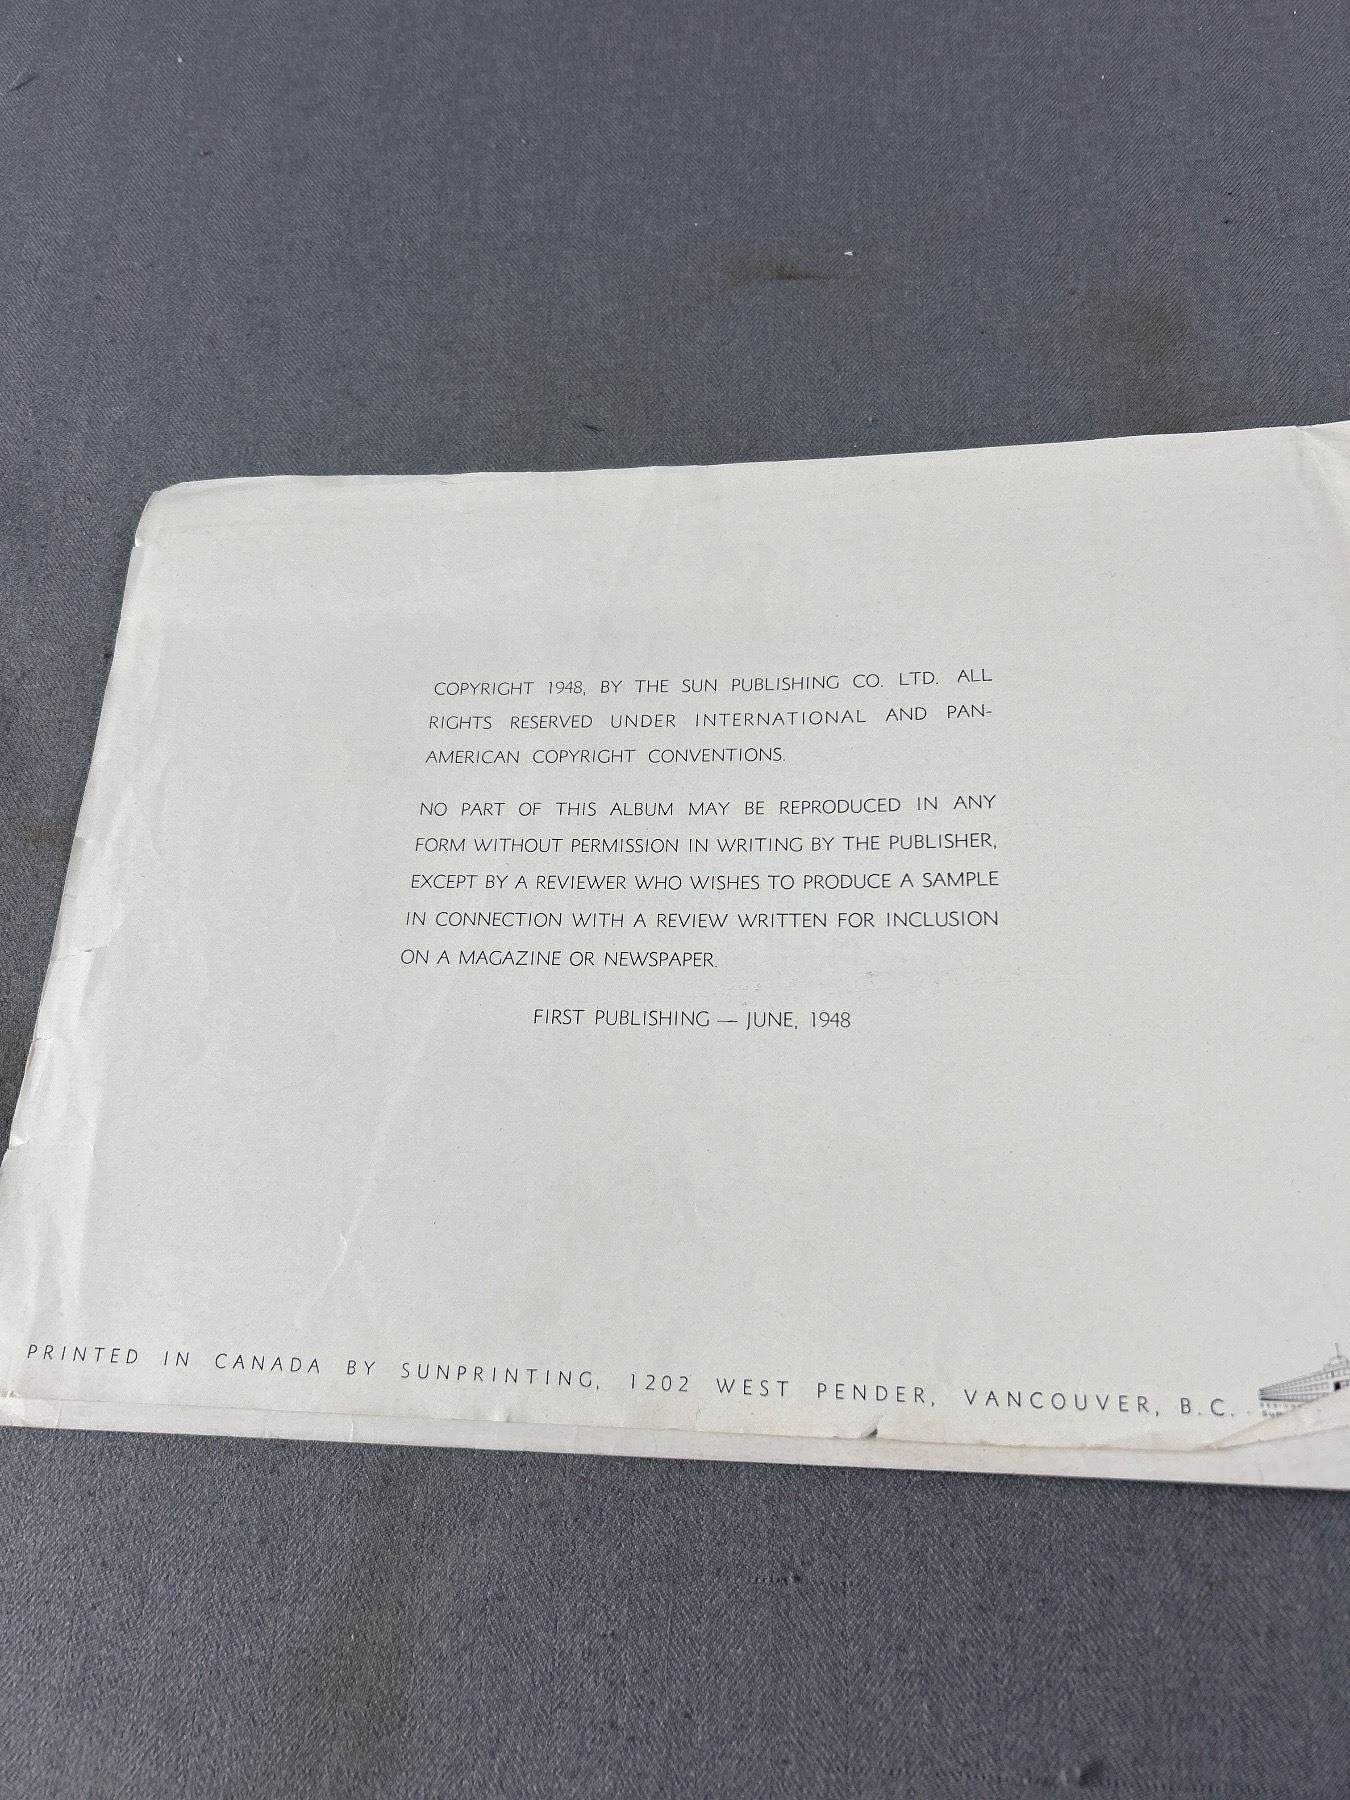 COPYRIGHT 1948, BY THE SUN PUBLISHING CO. LTD. ALL
RIGHTS RESERVED UNDER INTERNATIONAL AND PAN-
AMERICAN COPYRIGHT CONVENTIONS.
NO PART OF THIS ALBUM MAY BE REPRODUCED IN ANY
FORM WITHOUT PERMISSION IN WRITING BY THE PUBLISHER,
EXCEPT BY A REVIEWER WHO WISHES TO PRODUCE A SAMPLE
IN CONNECTION WITH A REVIEW WRITTEN FOR INCLUSION
ON A MAGAZINE OR NEWSPAPER.
FIRST PUBLISHING — JUNE, 1948
PRINTED IN CANADA BY SUNPRINTING, 1202 WEST PENDER, VANCOUVER, B.C.